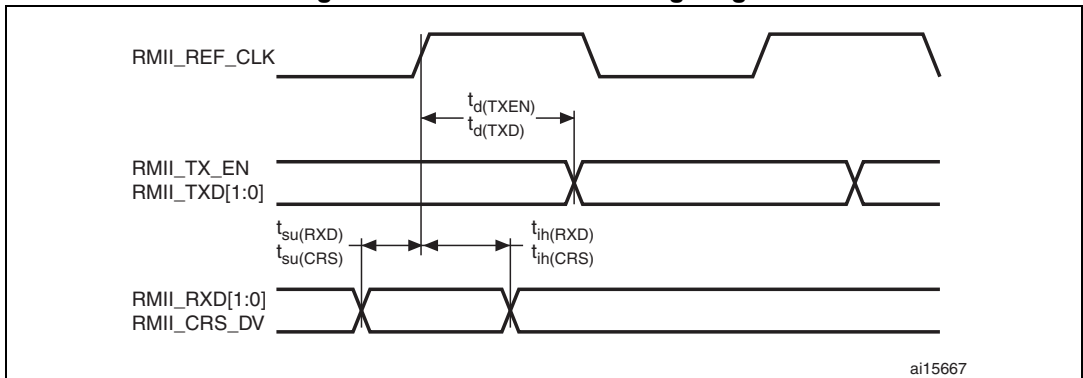 RMII_REF_CLK
td(TXEN)
td(TXD)
RMII_TX_EN
RMII_TXD[1:0]
tsu(RXD)
tsu(CRS)
tih(RXD)
tih(CRS)
RMII_RXD[1:0]
RMII_CRS_DV
ai15667